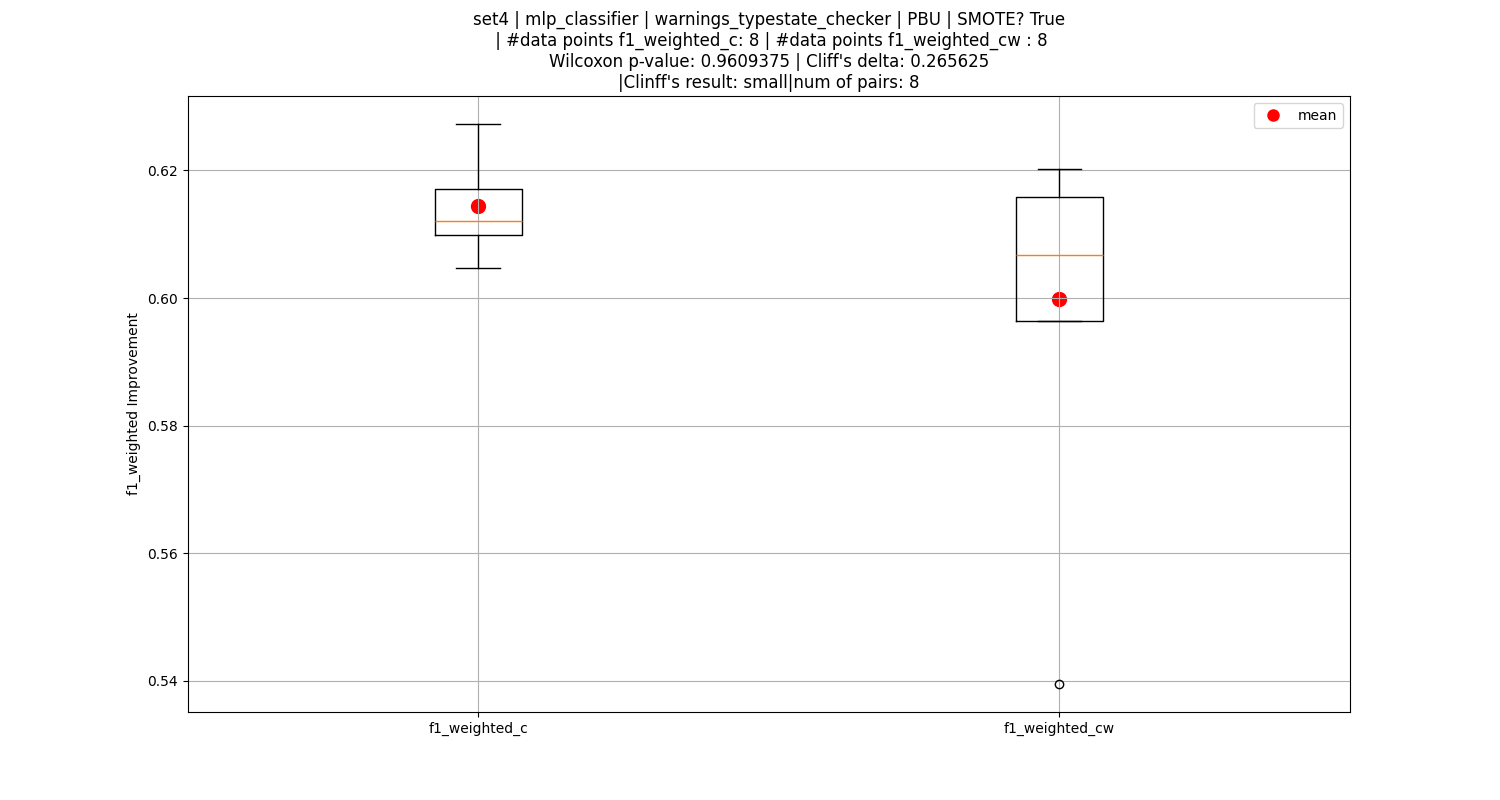 set4 | mlp_classifier | warnings_typestate_checker | PBU | SMOTE? True
| #data points f1_weighted_c: 8 | #data points f1_weighted_cw : 8
Wilcoxon p-value: 0.9609375 | Cliff's delta: 0.265625
|Clinff's result: small|num of pairs: 8
mean
0.62
0.60
0.58
0.56
0.54
f1_weighted Improvement
f1_weighted_c
f1_weighted_cw